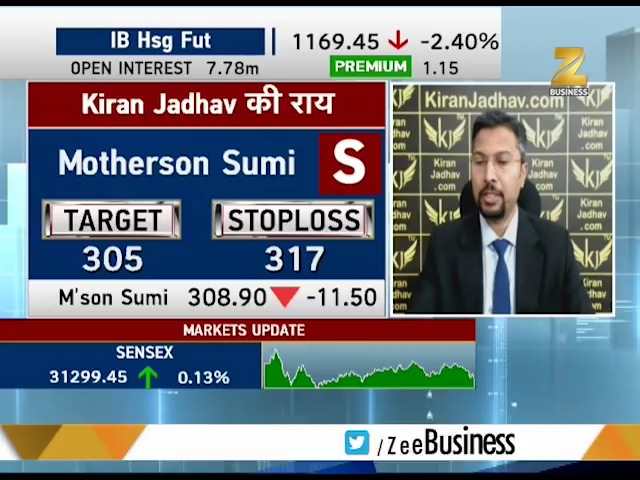 IB Hsg Fut
1169.45 -2.40%
OPEN INTEREST 7.78m PREMIUM 1.15
Z
BUSINESS
Kiran Jadhav की राय
Motherson Sumi S
TARGET STOPLOSS
305 317
M'son Sumi 308.90 -11.50
KiranJadhav.com
Kiran
Jadhav
.com
MARKETS UPDATE
SENSEX
31299.45 0.13%
/ZeeBusiness